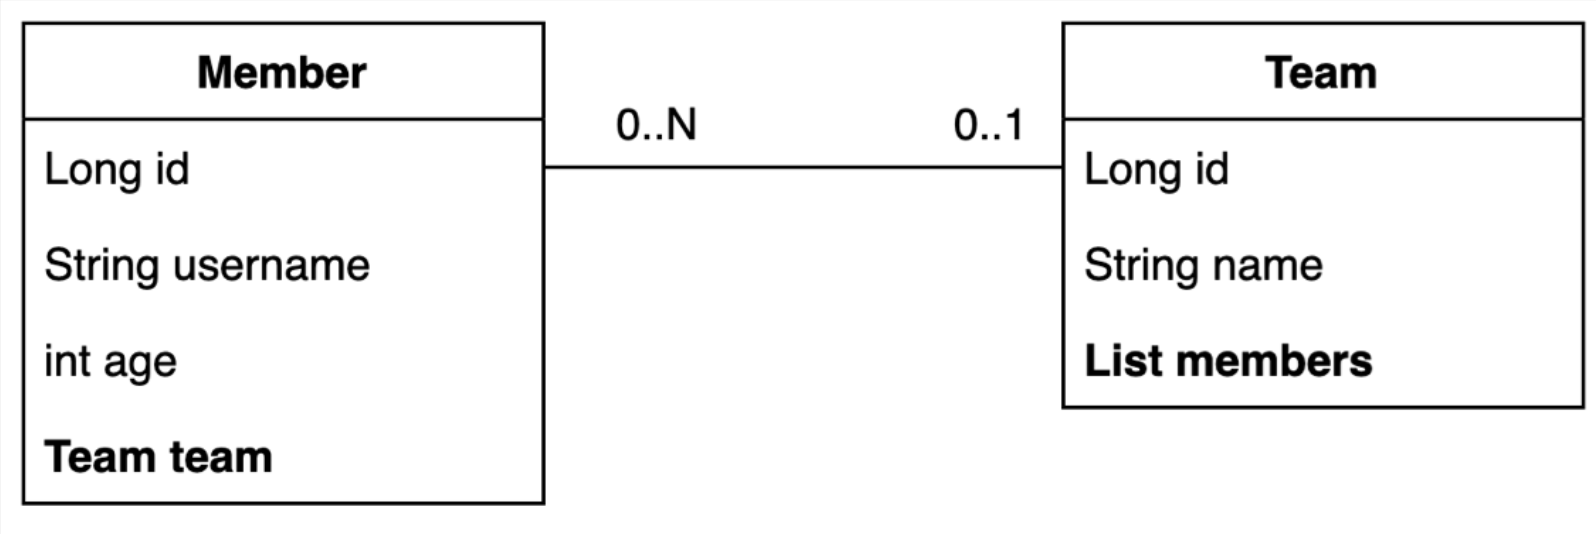 Member
Long id
String username
int age
Team team
0..N
0..1
Team
Long id
String name
List members